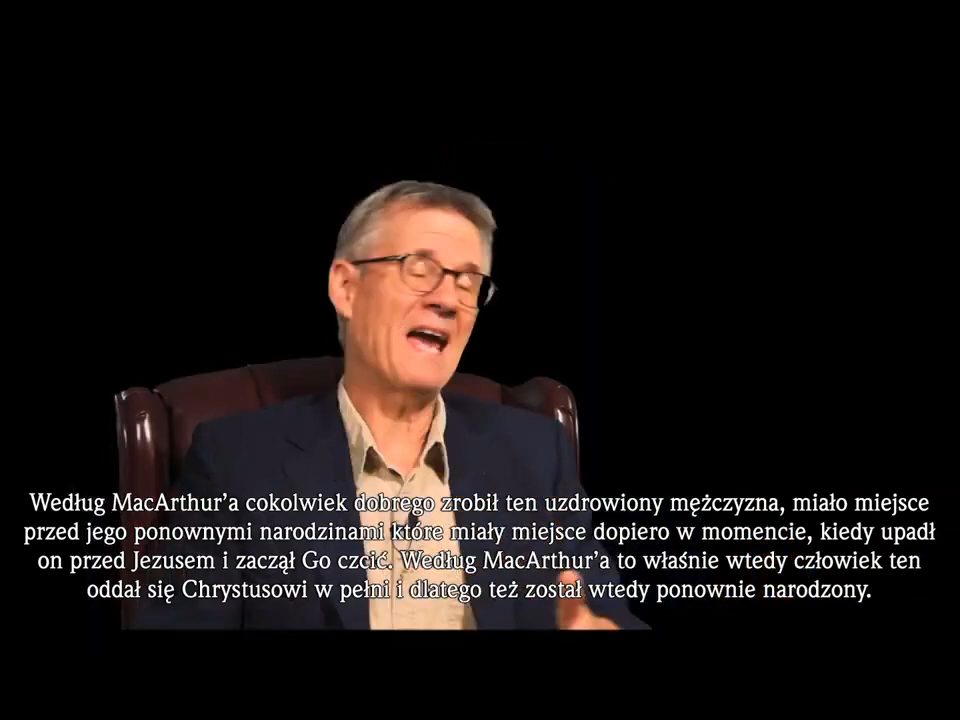 Według MacArthur’a cokolwiek dobrego zrobił ten uzdrowiony mężczyzna, miało miejsce
przed jego ponownymi narodzinami które miały miejsce dopiero w momencie, kiedy upadł
on przed Jezusem i zaczął Go czcić. Według MacArthur’a to właśnie wtedy człowiek ten
oddał się Chrystusowi w pełni i dlatego też został wtedy ponownie narodzony.